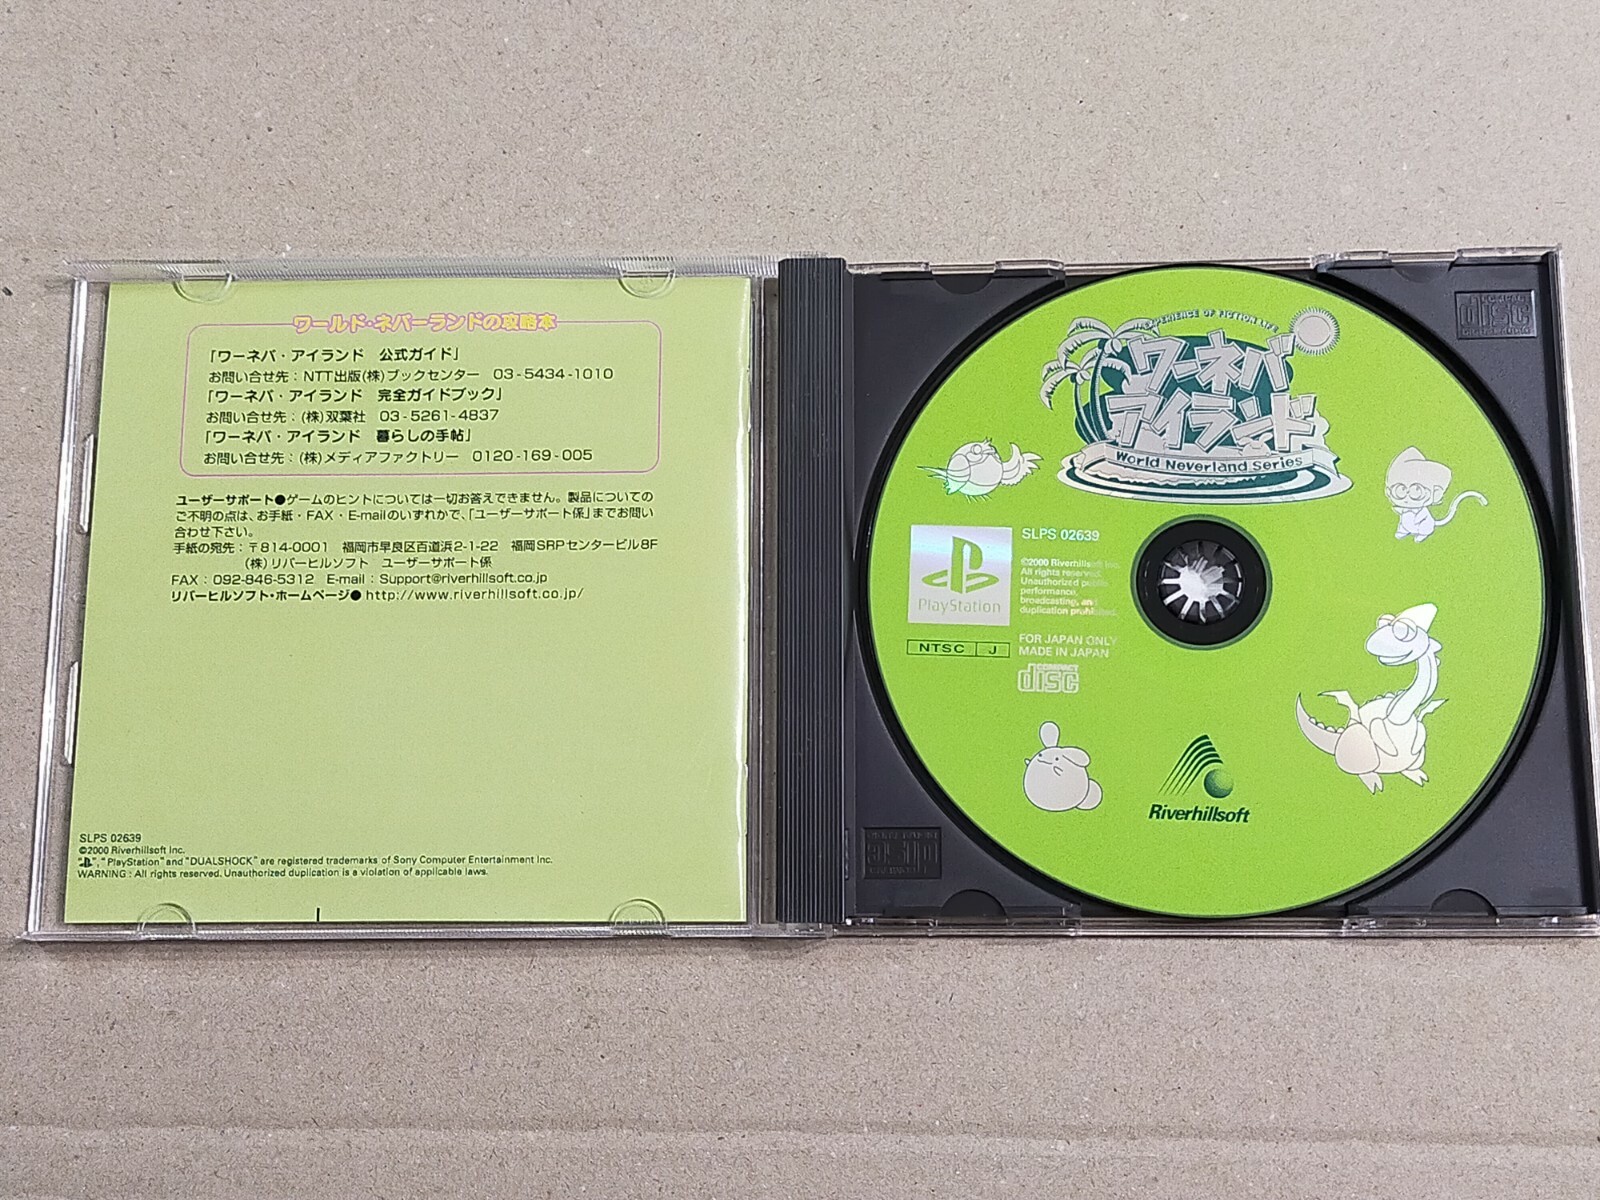 ワールド・ネバーランドの攻略本
「ワーネバ・アイランド 公式ガイド」
お問い合せ先：NTT出版(株)ブックセンター 03-5434-1010
「ワーネバ・アイランド 完全ガイドブック」
お問い合せ先：(株)双葉社 03-5261-4837
「ワーネバ・アイランド 暮らしの手帖」
お問い合せ先：(株)メディアファクトリー 0120-169-005
ユーザーサポート●ゲームのヒントについては一切お答えできません。製品についての
ご不明の点は、お手紙・FAX・E-mailのいずれかで、「ユーザーサポート係」までお問い
合わせ下さい。
手紙の宛先：〒814-0001 福岡市早良区百道浜2-1-22 福岡SRPセンタービル8F
(株)リバーヒルソフト ユーザーサポート係
FAX：092-846-5312 E-mail：Support@riverhillsoft.co.jp
リバーヒルソフト・ホームページ●http://www.riverhillsoft.co.jp/
SLPS 02639
©2000 Riverhillsoft Inc.
"PlayStation" and "DUALSHOCK" are registered trademarks of Sony Computer Entertainment Inc.
WARNING : All rights reserved. Unauthorized duplication is a violation of applicable laws.
EXPERIENCE OF FICTION LIFE
ワーネバ
アイランド
World Neverland Series
SLPS 02639
PlayStation
©2000 Riverhillsoft Inc.
All rights reserved.
Unauthorized public
performance,
broadcasting, and
duplication prohibited.
NTSC J
FOR JAPAN ONLY
MADE IN JAPAN
COMPACT
disc
Riverhillsoft
disc
disc